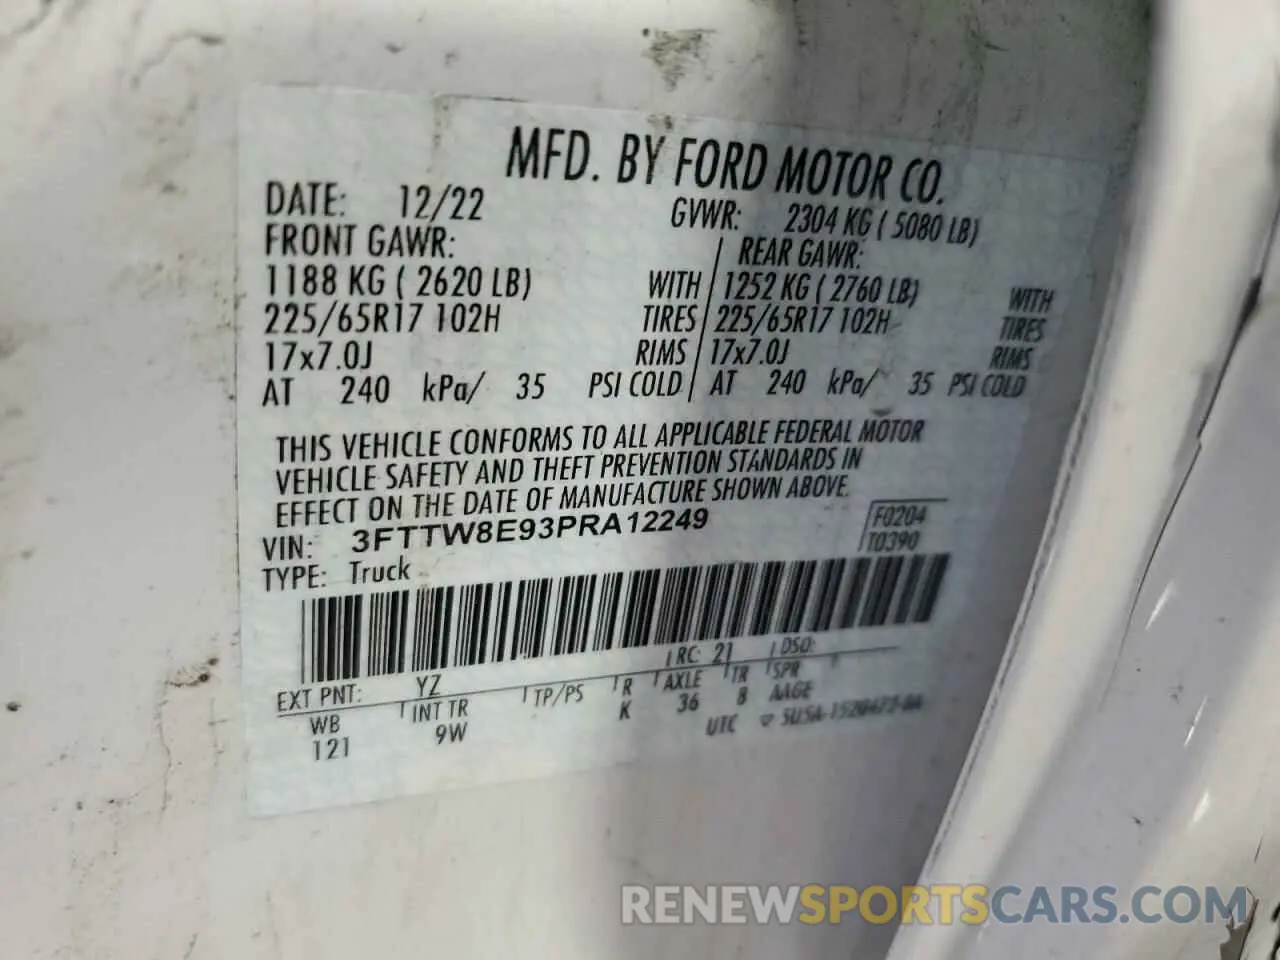 MFD. BY FORD MOTOR CO.
DATE: 12/22 GVWR: 2304 KG ( 5080 LB)
FRONT GAWR: REAR GAWR:
1188 KG ( 2620 LB) WITH 1252 KG ( 2760 LB) WITH
225/65R17 102H TIRES 225/65R17 102H TIRES
17x7.0J RIMS 17x7.0J RIMS
AT 240 kPa/ 35 PSI COLD AT 240 kPa/ 35 PSI COLD
THIS VEHICLE CONFORMS TO ALL APPLICABLE FEDERAL MOTOR
VEHICLE SAFETY AND THEFT PREVENTION STANDARDS IN
EFFECT ON THE DATE OF MANUFACTURE SHOWN ABOVE.
VIN: 3FTTW8E93PRA12249 F0204
TYPE: Truck T0390
EXT PNT: YZ RC: 21 DSO:
WB INT TR TP/PS R AXLE TR SPR
121 9W K 36 8 AAGE
UTC
RENEWSPORTSCARS.COM